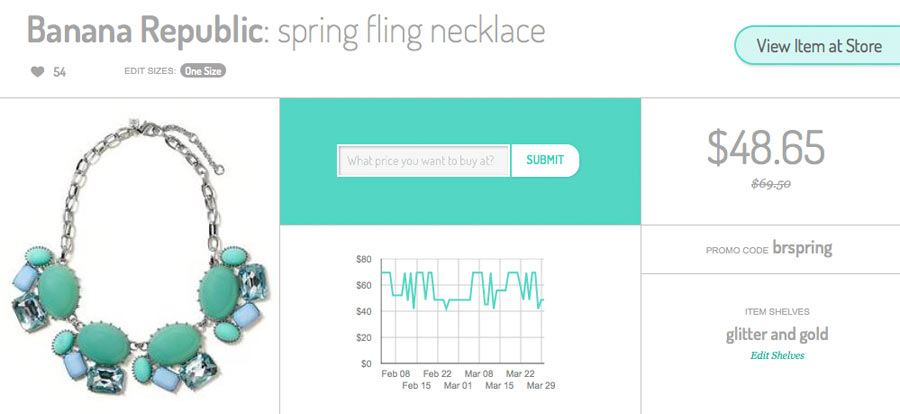 Banana Republic: spring fling necklace
54
EDIT SIZES: One Size
View Item at Store
What price you want to buy at?
SUBMIT
$48.65
$69.50
PROMO CODE brspring
ITEM SHELVES
glitter and gold
Edit Shelves
$80
$60
$40
$20
$0
Feb 08 Feb 22 Mar 08 Mar 22
Feb 15 Mar 01 Mar 15 Mar 29